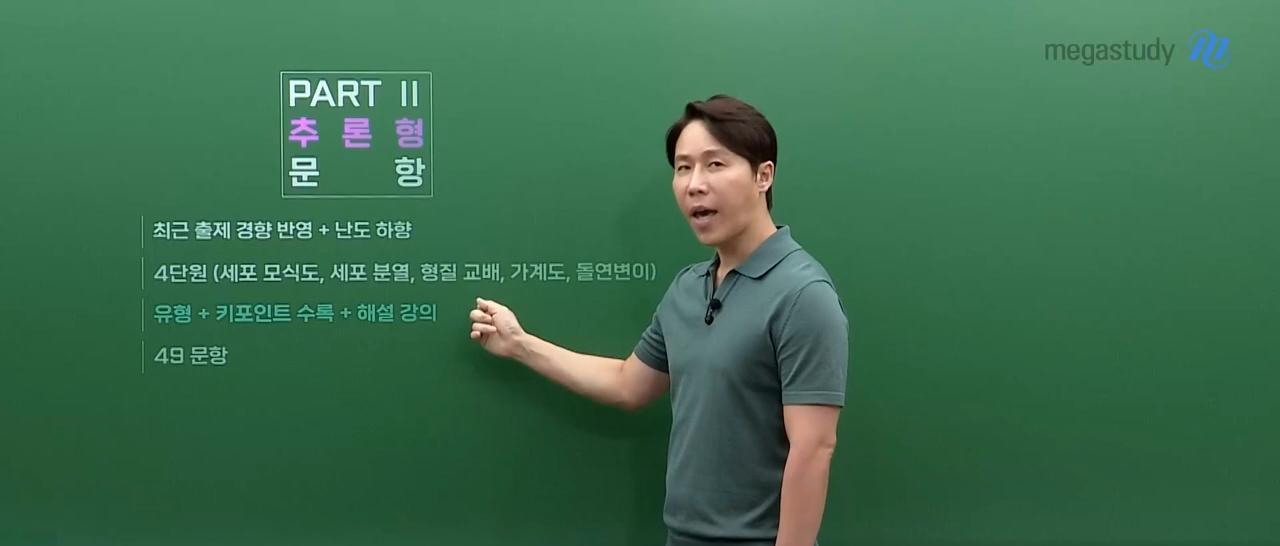 megastudy
PART II
추론형
문항
최근 출제 경향 반영 + 난도 하향
4단원 (세포 모식도, 세포 분열, 형질 교배, 가계도, 돌연변이)
유형 + 키포인트 수록 + 해설 강의
49 문항